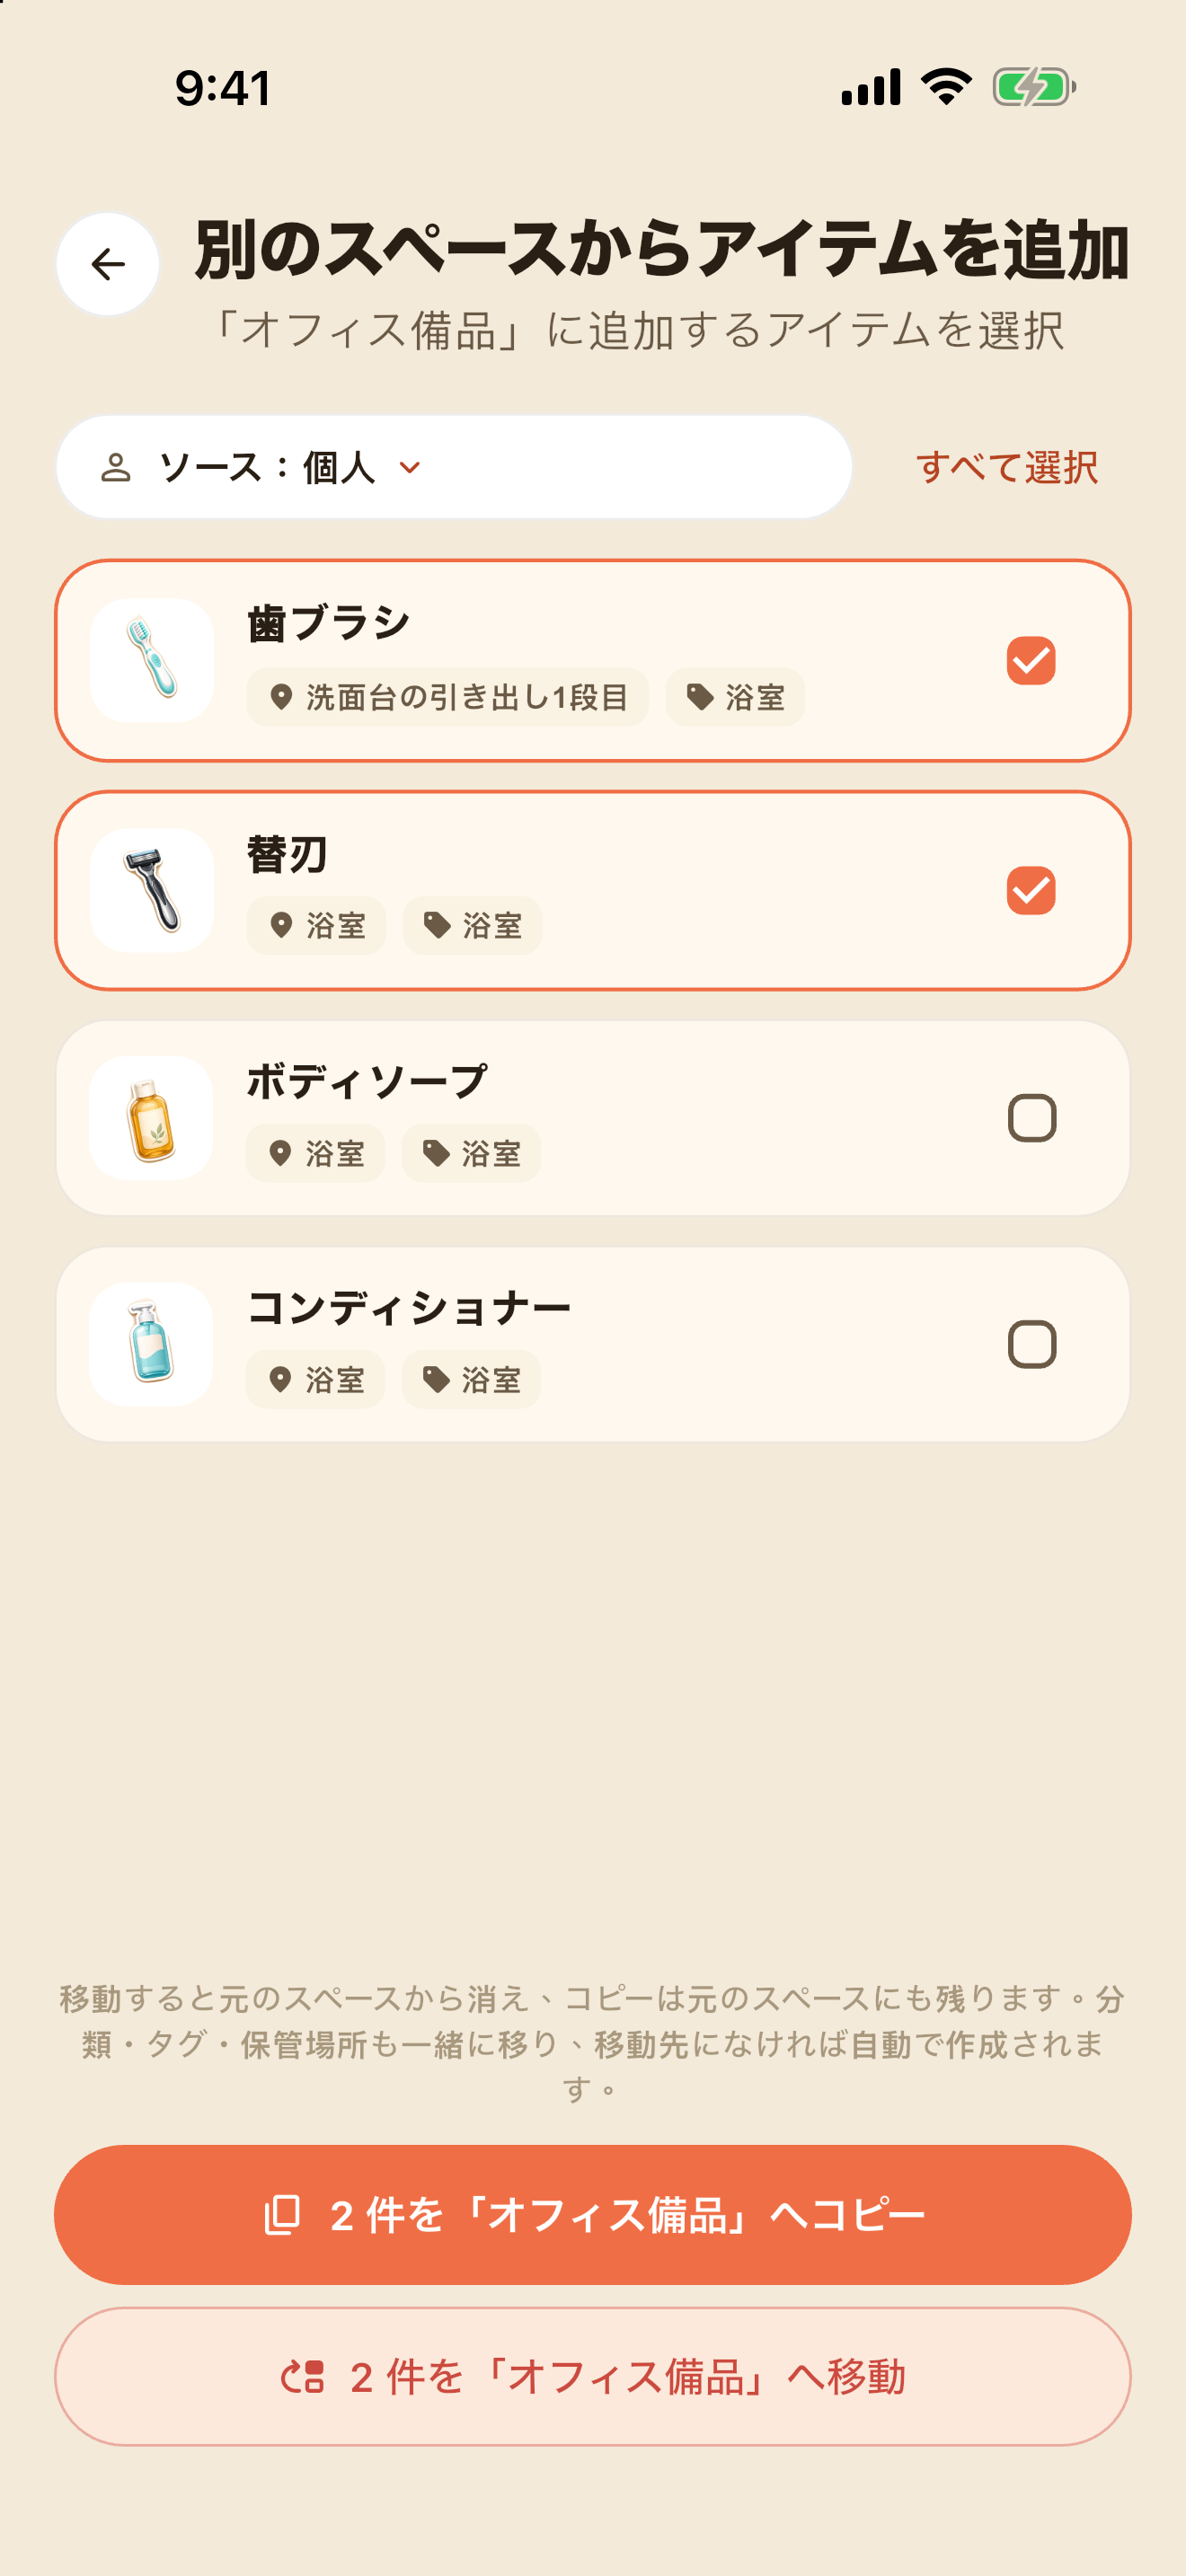 9:41
別のスペースからアイテムを追加
「オフィス備品」に追加するアイテムを選択
ソース：個人
すべて選択
歯ブラシ
洗面台の引き出し1段目
浴室
替刃
浴室
浴室
ボディソープ
浴室
浴室
コンディショナー
浴室
浴室
移動すると元のスペースから消え、コピーは元のスペースにも残ります。分
類・タグ・保管場所も一緒に移り、移動先になければ自動で作成されま
す。
2 件を「オフィス備品」へコピー
2 件を「オフィス備品」へ移動